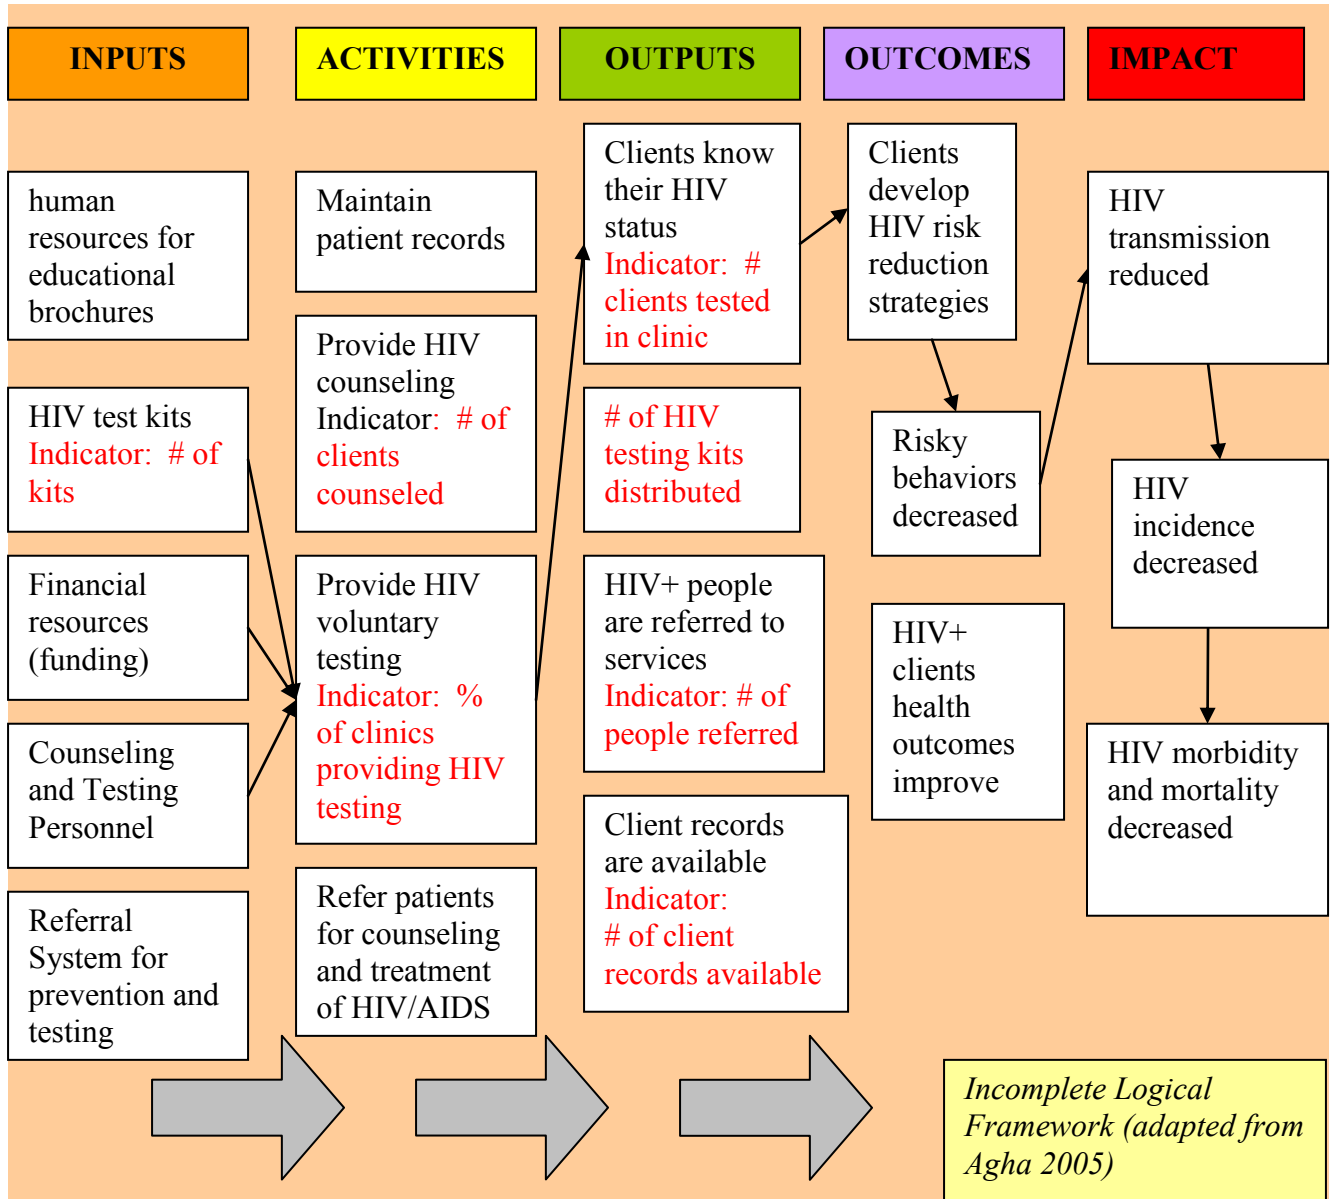 INPUTS
ACTIVITIES
OUTPUTS
OUTCOMES
IMPACT
human
resources for
educational
brochures
HIV test kits
Indicator: # of
kits
Financial
resources
(funding)
Counseling
and Testing
Personnel
Referral
System for
prevention and
testing
Maintain
patient records
Provide HIV
counseling
Indicator: # of
clients
counseled
Provide HIV
voluntary
testing
Indicator: %
of clinics
providing HIV
testing
Refer patients
for counseling
and treatment
of HIV/AIDS
Clients know
their HIV
status
Indicator: #
clients tested
in clinic
# of HIV
testing kits
distributed
HIV+ people
are referred to
services
Indicator: # of
people referred
Client records
are available
Indicator:
# of client
records available
Clients
develop
HIV risk
reduction
strategies
Risky
behaviors
decreased
HIV+
clients
health
outcomes
improve
HIV
transmission
reduced
HIV
incidence
decreased
HIV morbidity
and mortality
decreased
Incomplete Logical
Framework (adapted from
Agha 2005)